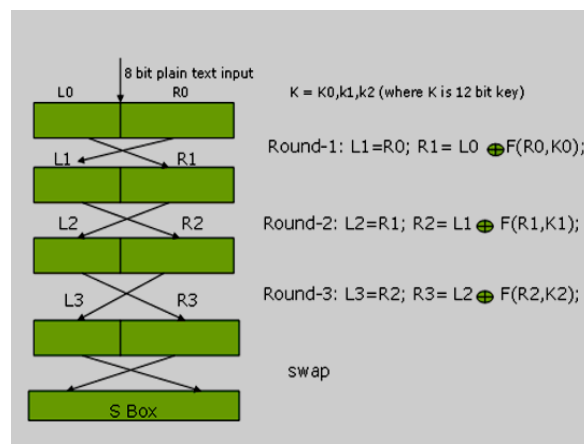 8 bit plain text input
L0 R0
K = K0,k1,k2 (where K is 12 bit key)
Round-1: L1=R0; R1= L0 ⊕F(R0,K0);
L1 R1
Round-2: L2=R1; R2= L1 ⊕ F(R1,K1);
L2 R2
Round-3: L3=R2; R3= L2 ⊕ F(R2,K2);
L3 R3
swap
S Box